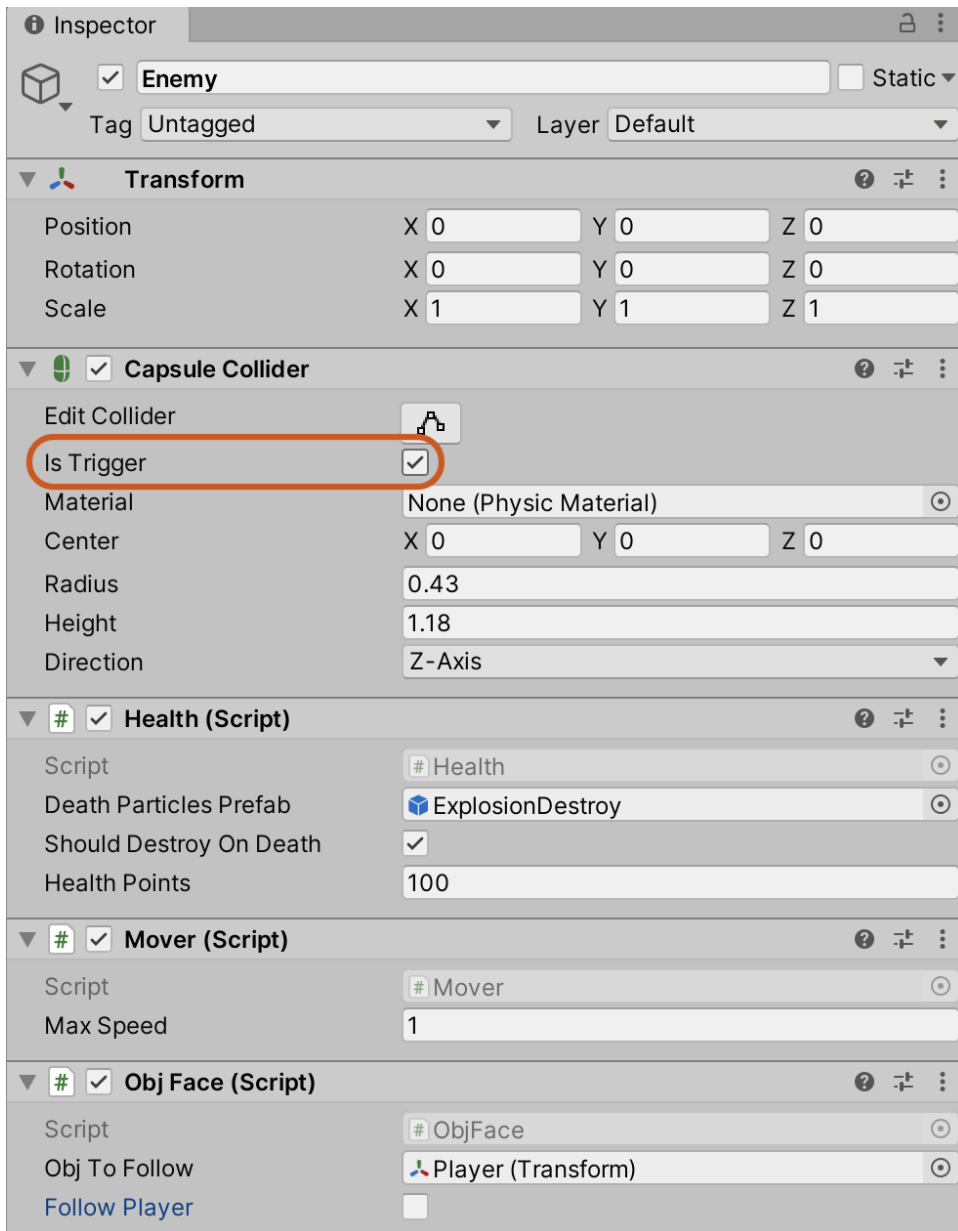 Inspector
Enemy Static
Tag Untagged Layer Default
Transform
Position X 0 Y 0 Z 0
Rotation X 0 Y 0 Z 0
Scale X 1 Y 1 Z 1
Capsule Collider
Edit Collider
Is Trigger
Material None (Physic Material)
Center X 0 Y 0 Z 0
Radius 0.43
Height 1.18
Direction Z-Axis
# Health (Script)
Script # Health
Death Particles Prefab ExplosionDestroy
Should Destroy On Death
Health Points 100
# Mover (Script)
Script # Mover
Max Speed 1
# Obj Face (Script)
Script # ObjFace
Obj To Follow Player (Transform)
Follow Player